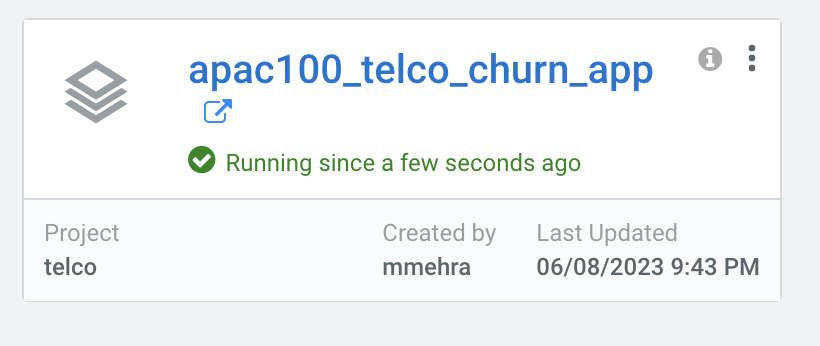 apac100_telco_churn_app
Running since a few seconds ago
Project
telco
Created by
mmehra
Last Updated
06/08/2023 9:43 PM